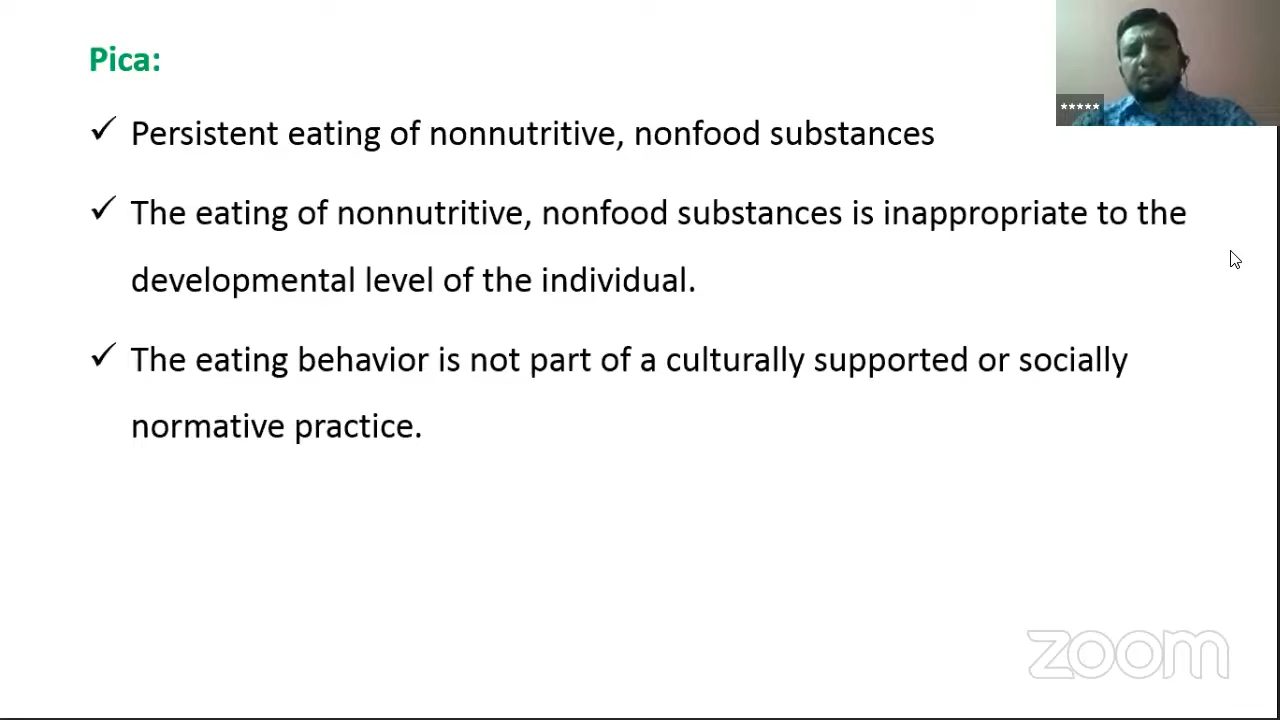 Pica:
*****
✓ Persistent eating of nonnutritive, nonfood substances
✓ The eating of nonnutritive, nonfood substances is inappropriate to the
developmental level of the individual.
✓ The eating behavior is not part of a culturally supported or socially
normative practice.
zoom